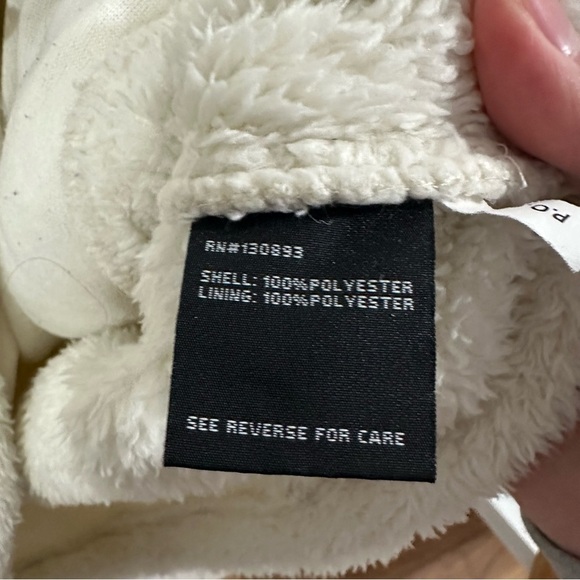 RN#130893
SHELL: 100%POLYESTER
LINING: 100%POLYESTER
SEE REVERSE FOR CARE
P.O